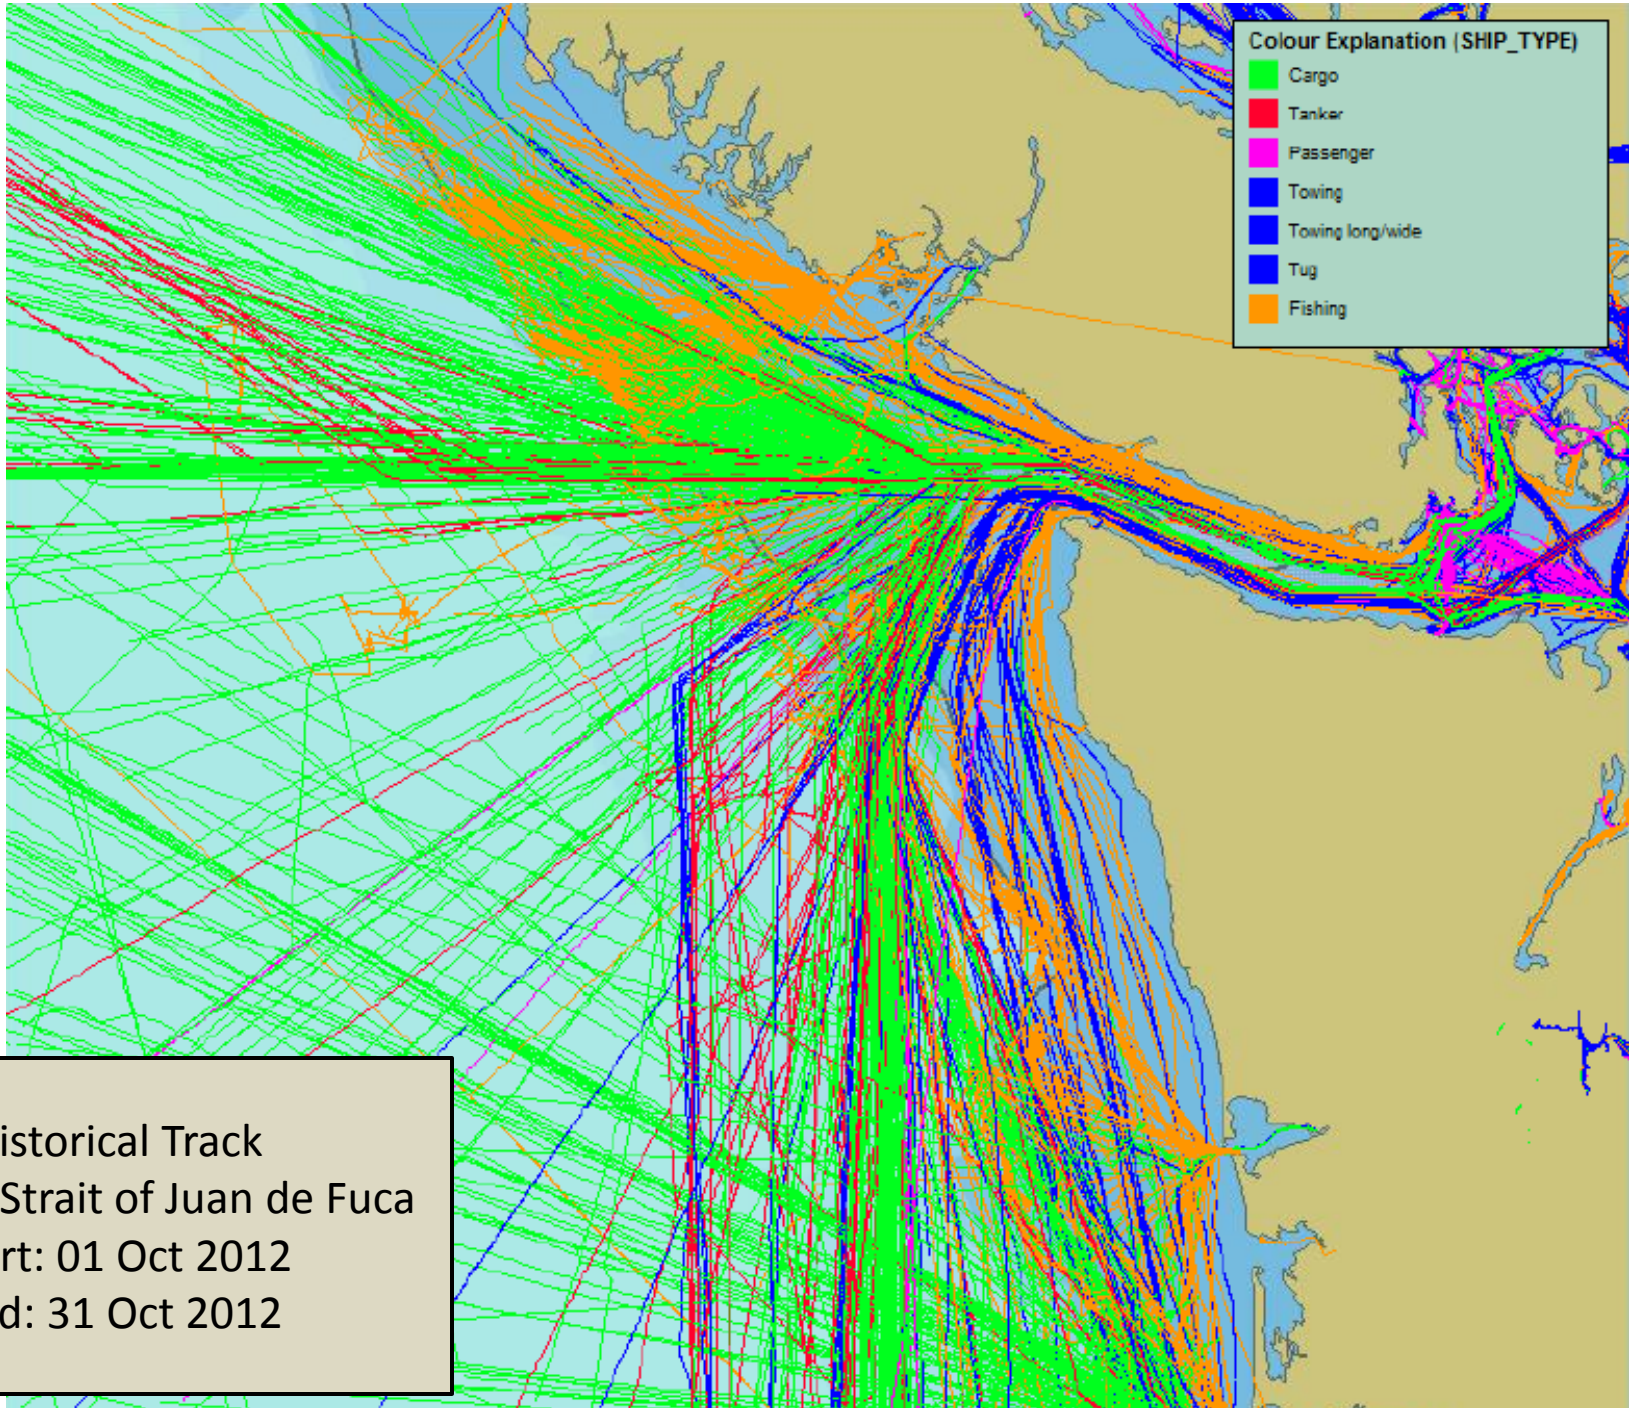 Colour Explanation (SHIP_TYPE)
Cargo
Tanker
Passenger
Towing
Towing long/wide
Tug
Fishing
istorical Track
Strait of Juan de Fuca
rt: 01 Oct 2012
d: 31 Oct 2012